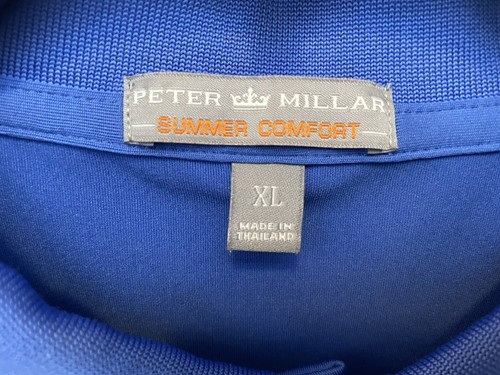 PETER MILLAR
SUMMER COMFORT
XL
MADE IN
THAILAND